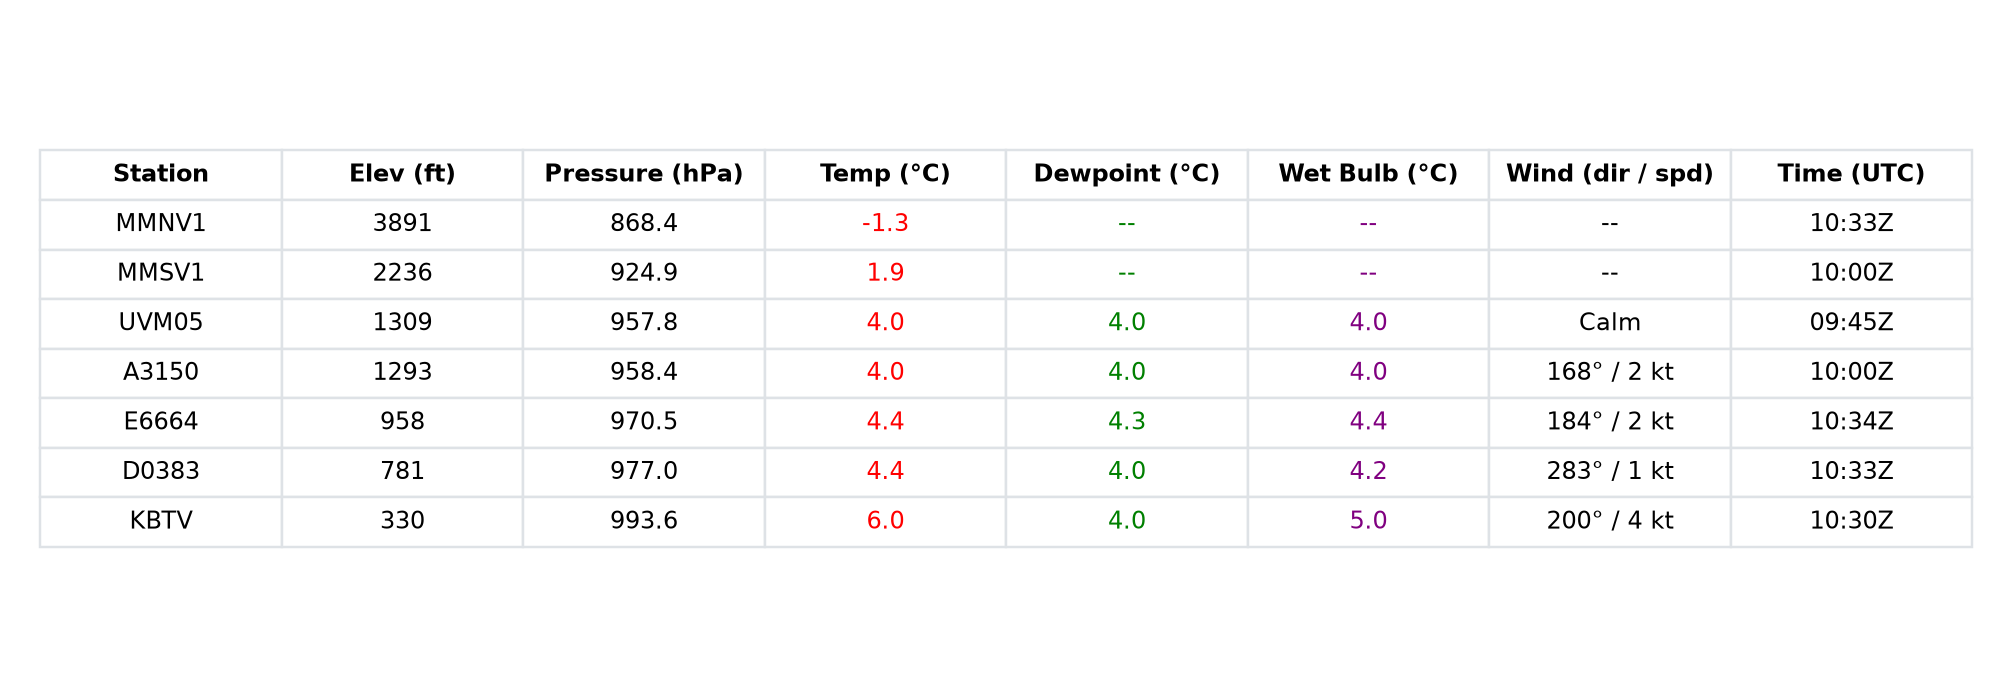 Station Elev (ft) Pressure (hPa) Temp (°C) Dewpoint (°C) Wet Bulb (°C) Wind (dir / spd) Time (UTC)
MMNV1 3891 868.4 -1.3 -- -- -- 10:33Z
MMSV1 2236 924.9 1.9 -- -- -- 10:00Z
UVM05 1309 957.8 4.0 4.0 4.0 Calm 09:45Z
A3150 1293 958.4 4.0 4.0 4.0 168° / 2 kt 10:00Z
E6664 958 970.5 4.4 4.3 4.4 184° / 2 kt 10:34Z
D0383 781 977.0 4.4 4.0 4.2 283° / 1 kt 10:33Z
KBTV 330 993.6 6.0 4.0 5.0 200° / 4 kt 10:30Z